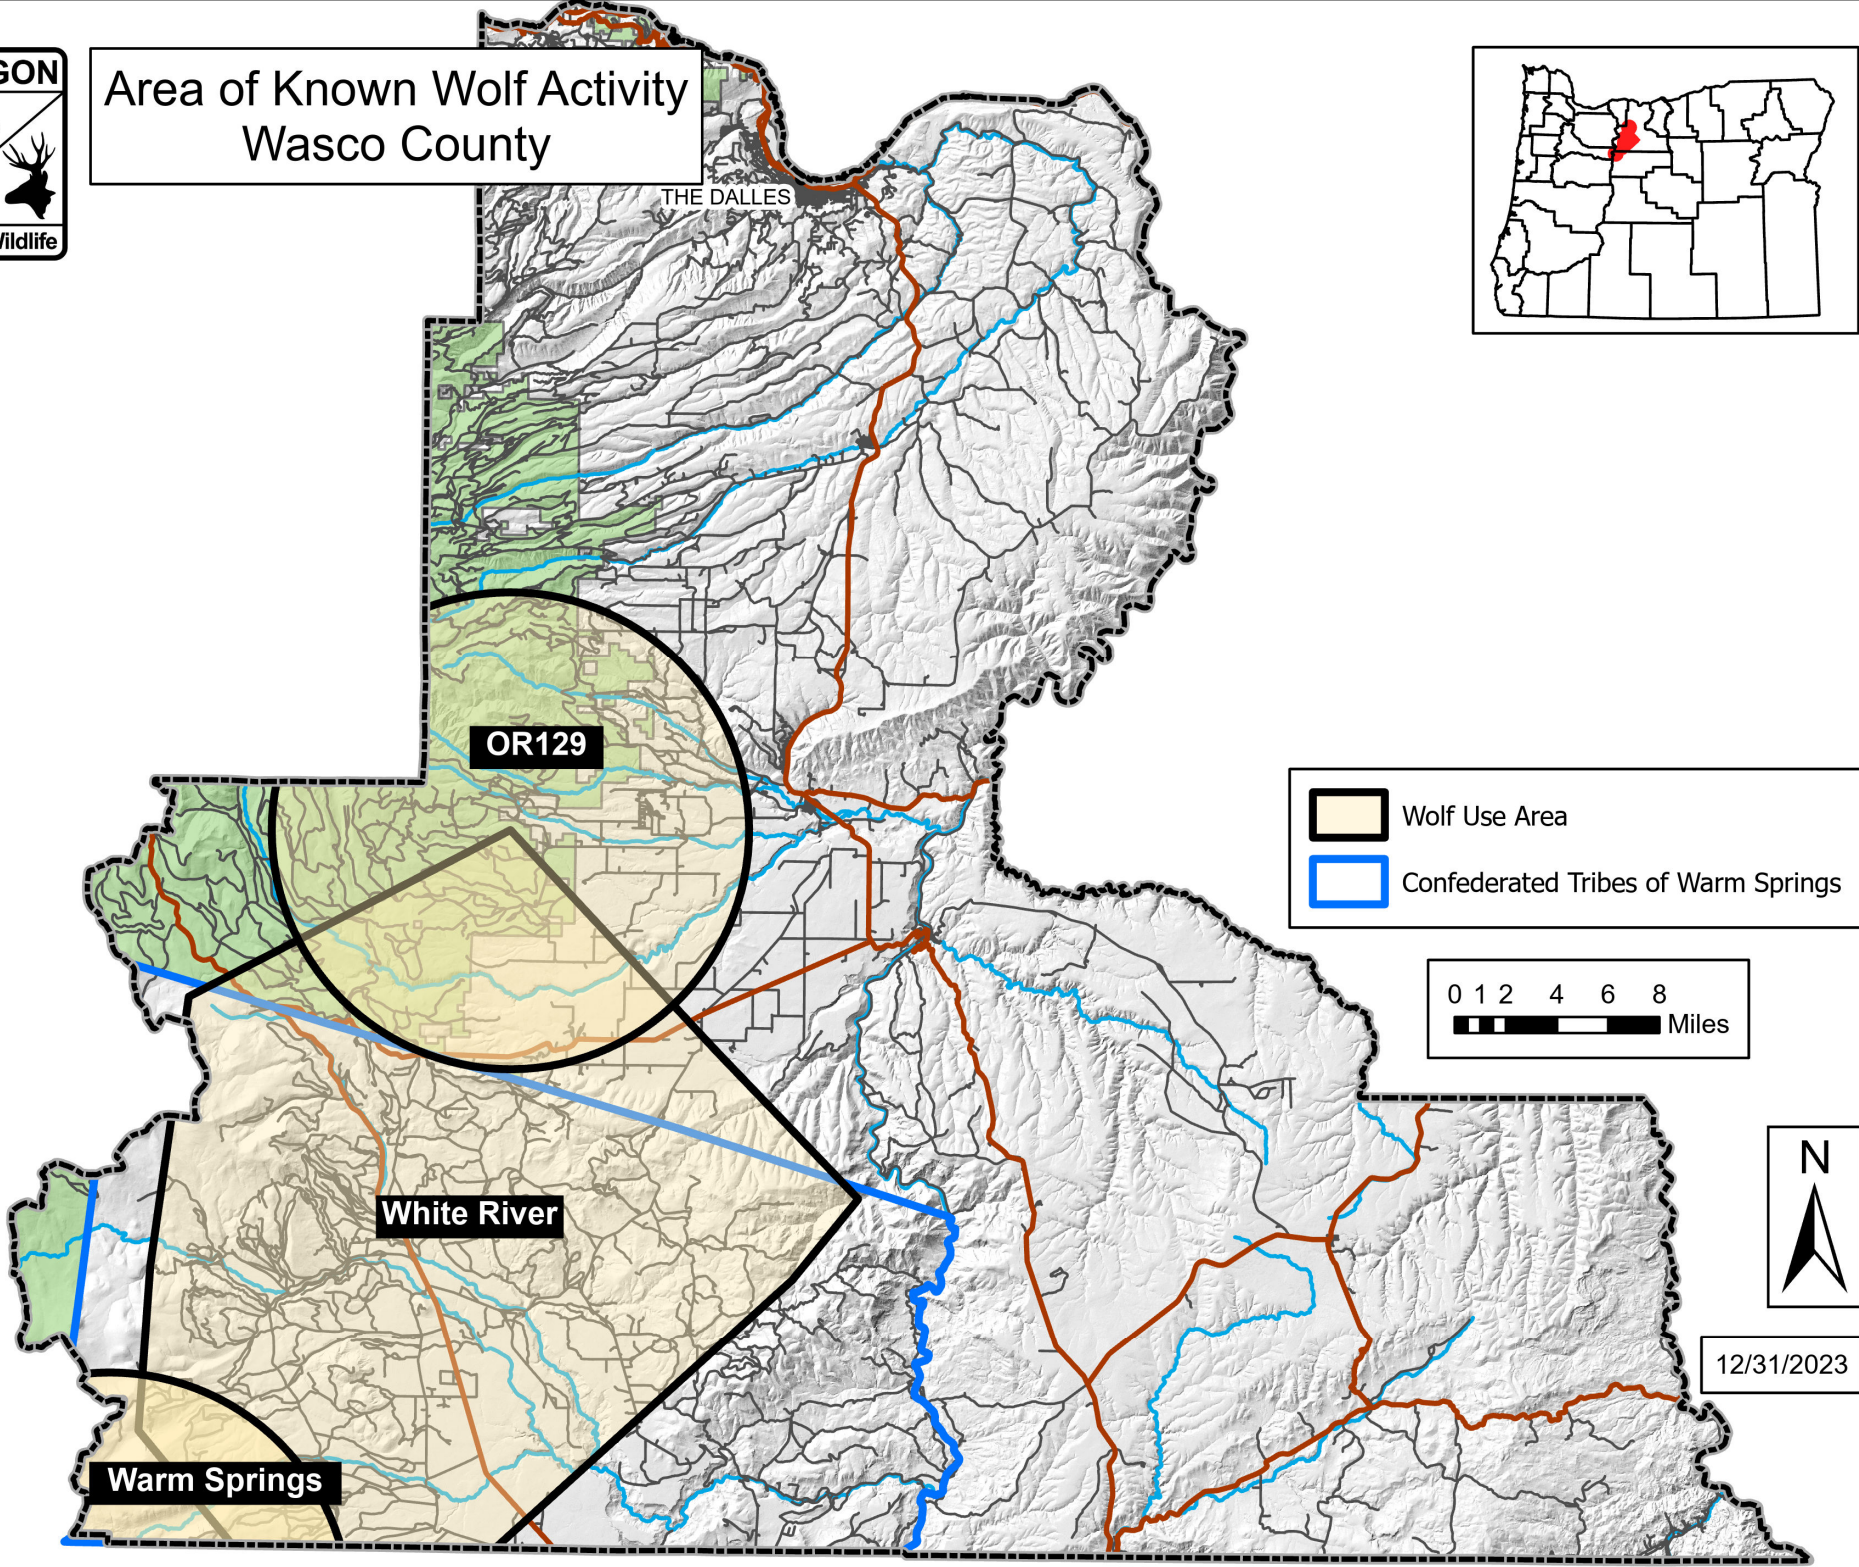 GON
Wildlife
Area of Known Wolf Activity
Wasco County
THE DALLES
OR129
White River
Warm Springs
Wolf Use Area
Confederated Tribes of Warm Springs
0 1 2 4 6 8
Miles
N
12/31/2023